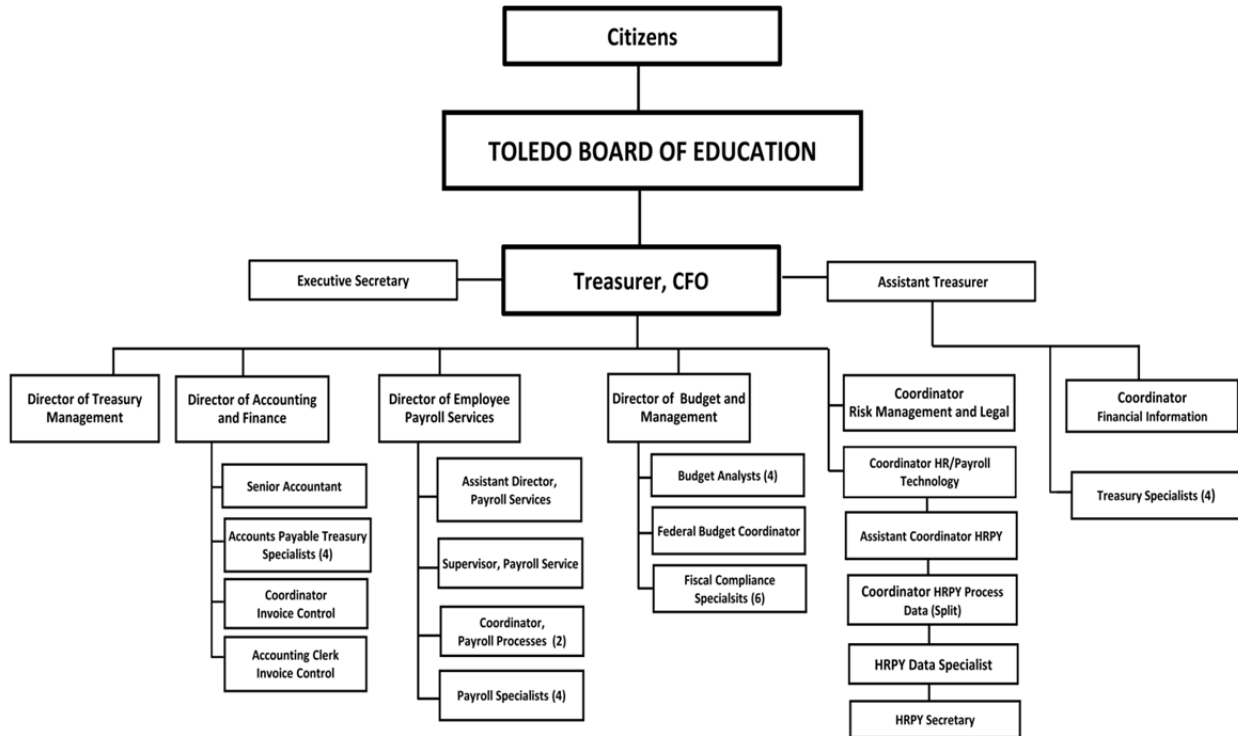 Citizens
TOLEDO BOARD OF EDUCATION
Executive Secretary
Treasurer, CFO
Assistant Treasurer
Director of Treasury
Management
Director of Accounting
and Finance
Director of Employee
Payroll Services
Director of Budget and
Management
Coordinator
Risk Management and Legal
Coordinator
Financial Information
Senior Accountant
Accounts Payable Treasury
Specialists (4)
Coordinator
Invoice Control
Accounting Clerk
Invoice Control
Assistant Director,
Payroll Services
Supervisor, Payroll Service
Coordinator,
Payroll Processes (2)
Payroll Specialists (4)
Budget Analysts (4)
Federal Budget Coordinator
Fiscal Compliance
Specialsits (6)
Coordinator HR/Payroll
Technology
Assistant Coordinator HRPY
Coordinator HRPY Process
Data (Split)
HRPY Data Specialist
HRPY Secretary
Treasury Specialists (4)